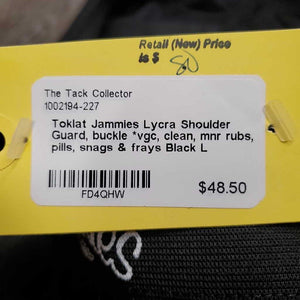 Retail (New) Price
is $ 80
The Tack Collector
1002194-227
Toklat Jammies Lycra Shoulder
Guard, buckle *vgc, clean, mnr rubs,
pills, snags & frays Black L
FD4QHW
$48.50